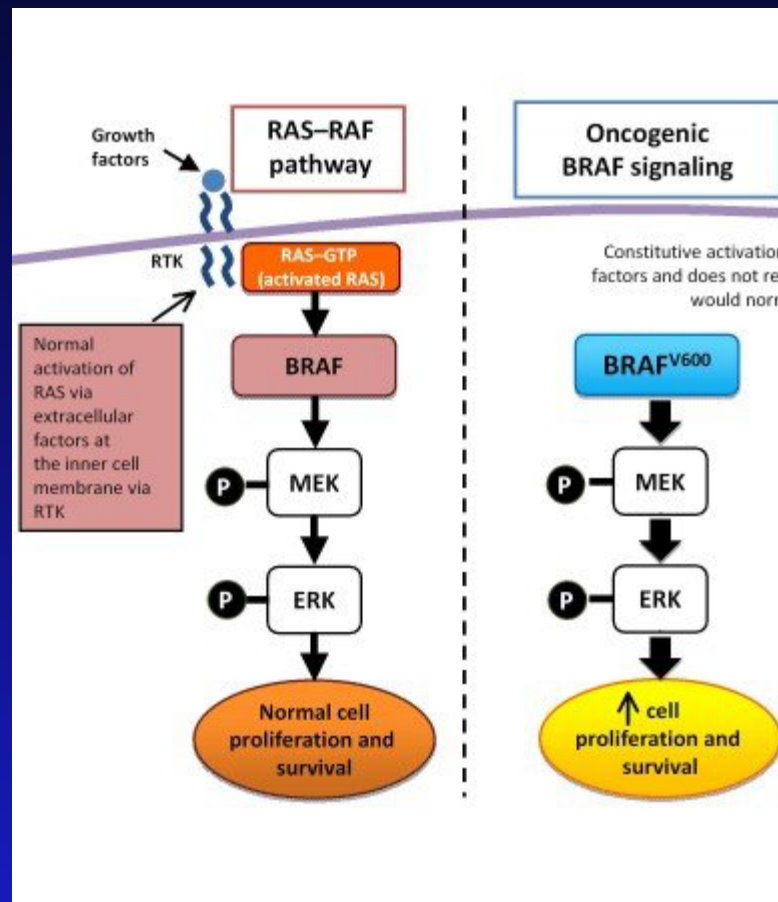 Growth
factors
RAS–RAF
pathway
RTK
RAS–GTP
(activated RAS)
Normal
activation of
RAS via
extracellular
factors at
the inner cell
membrane via
RTK
BRAF
P
MEK
P
ERK
Normal cell
proliferation and
survival
Oncogenic
BRAF signaling
Constitutive activation
factors and does not re
would norr
BRAFV600
P
MEK
P
ERK
↑ cell
proliferation and
survival